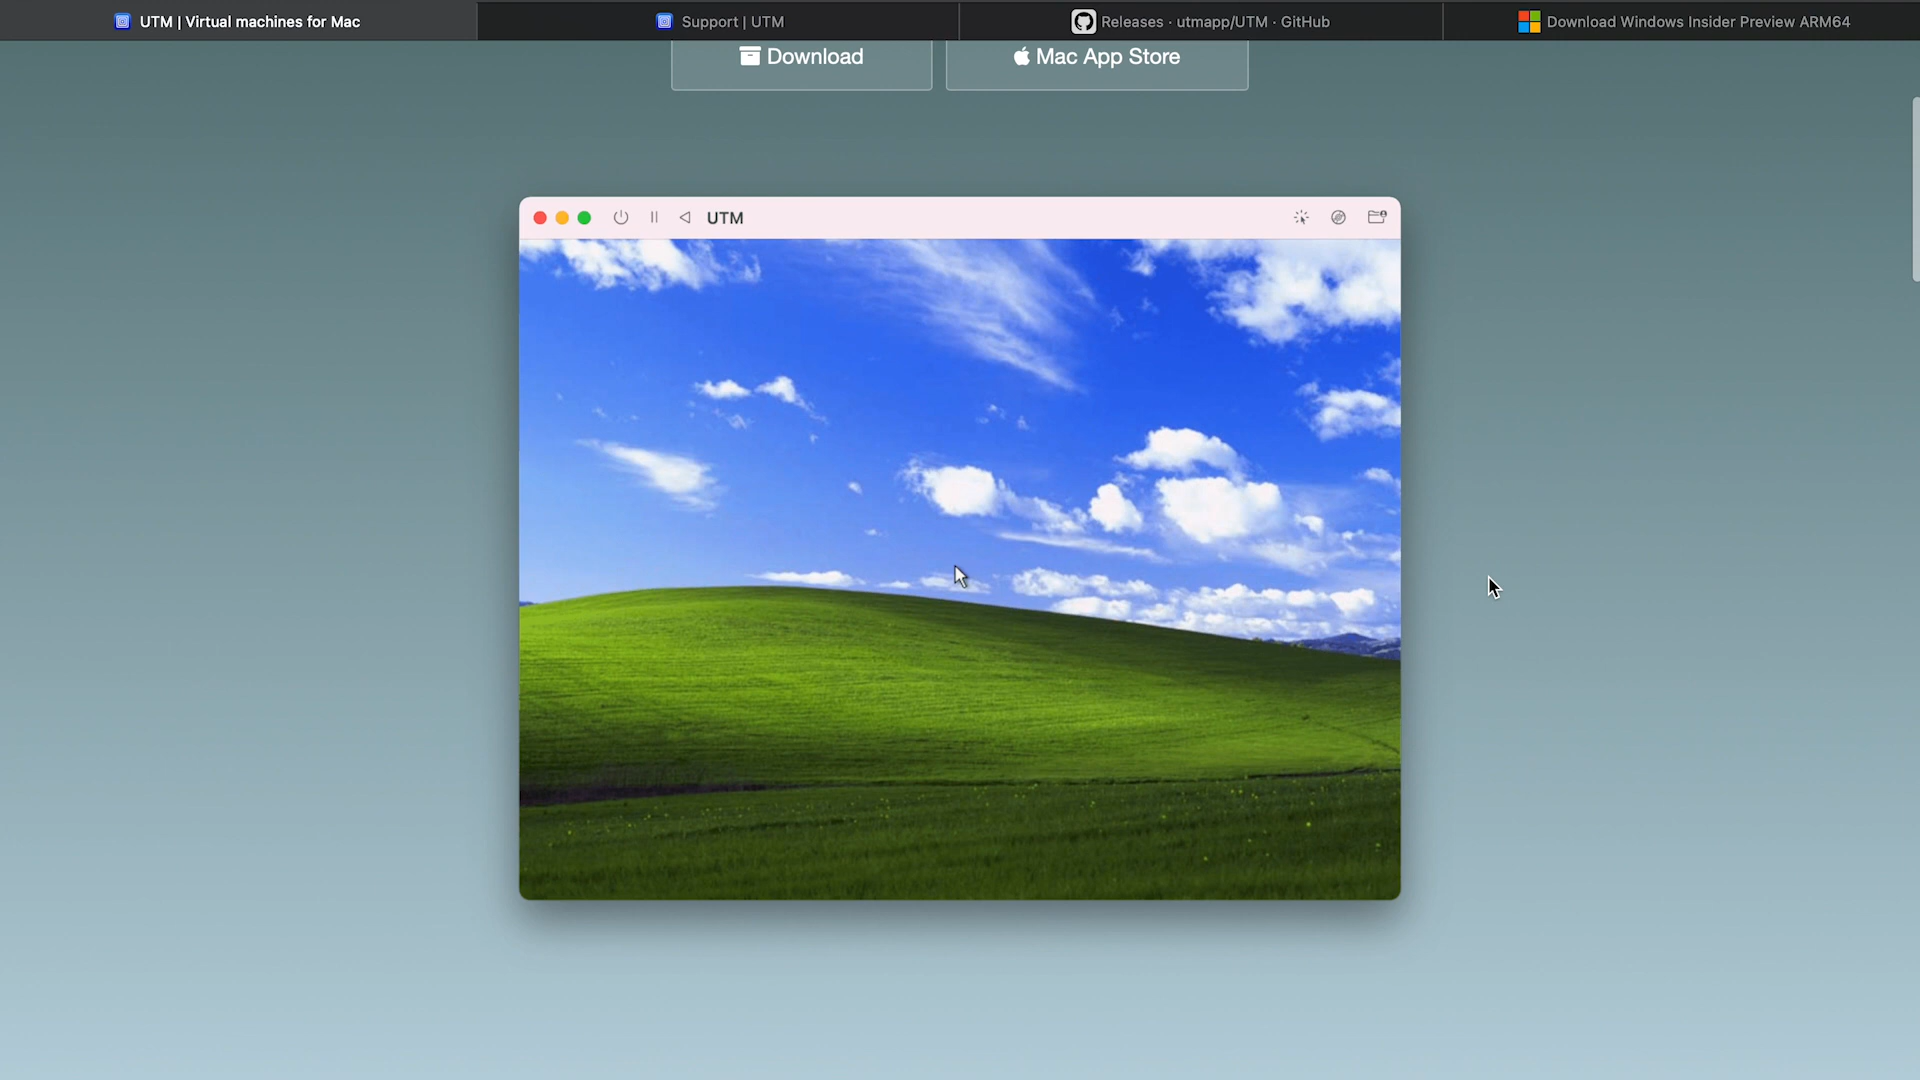 UTM | Virtual machines for Mac
Support | UTM
Releases · utmapp/UTM · GitHub
Download Windows Insider Preview ARM64
Download
Mac App Store
UTM